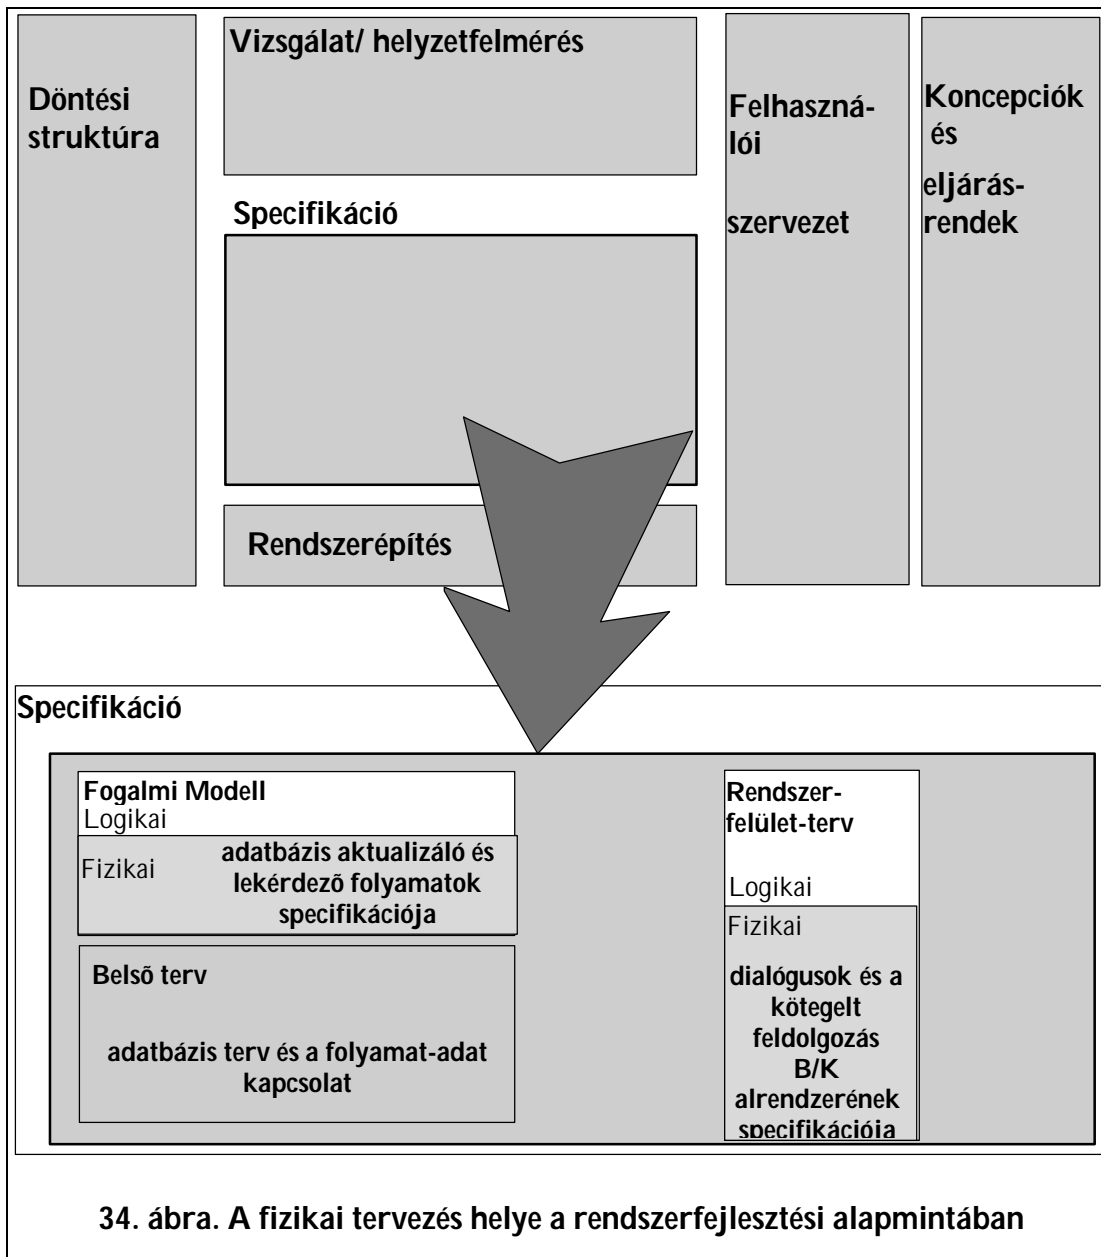 Döntési
struktúra
Vizsgálat/ helyzetfelmérés
Specifikáció
Rendszerépítés
Felhaszná-
lói
szervezet
Koncepciók
és
eljárás-
rendek
Specifikáció
Fogalmi Modell
Logikai
Fizikai
adatbázis aktualizáló és
lekérdező folyamatok
specifikációja
Belső terv
adatbázis terv és a folyamat-adat
kapcsolat
Rendszer-
felület-terv
Logikai
Fizikai
dialógusok és a
kötegelt
feldolgozás
B/K
alrendzerének
specifikációja
34. ábra. A fizikai tervezés helye a rendszerfejlesztési alapmintában